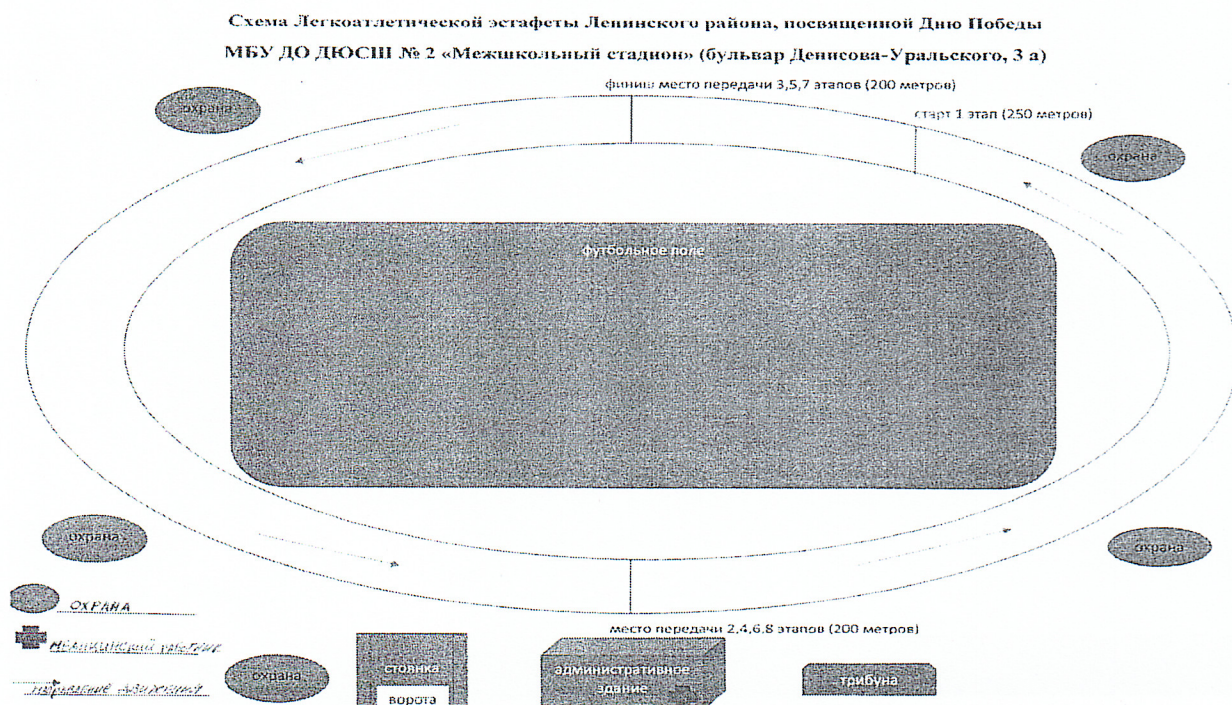 Схема Легкоатлетической эстафеты Ленинского района, посвященной Дню Победы
МБУ ДО ДЮСШ № 2 «Межшкольный стадион» (бульвар Денисова-Уральского, 3 а)
финиш место передачи 3,5,7 этапов (200 метров)
охрана
старт 1 этап (250 метров)
охрана
футбольное поле
охрана
охрана
ОХРАНА
место передачи 2,4,6,8 этапов (200 метров)
Медицинский
охрана
стоянка
ворота
административное
здание
трибуна
движения